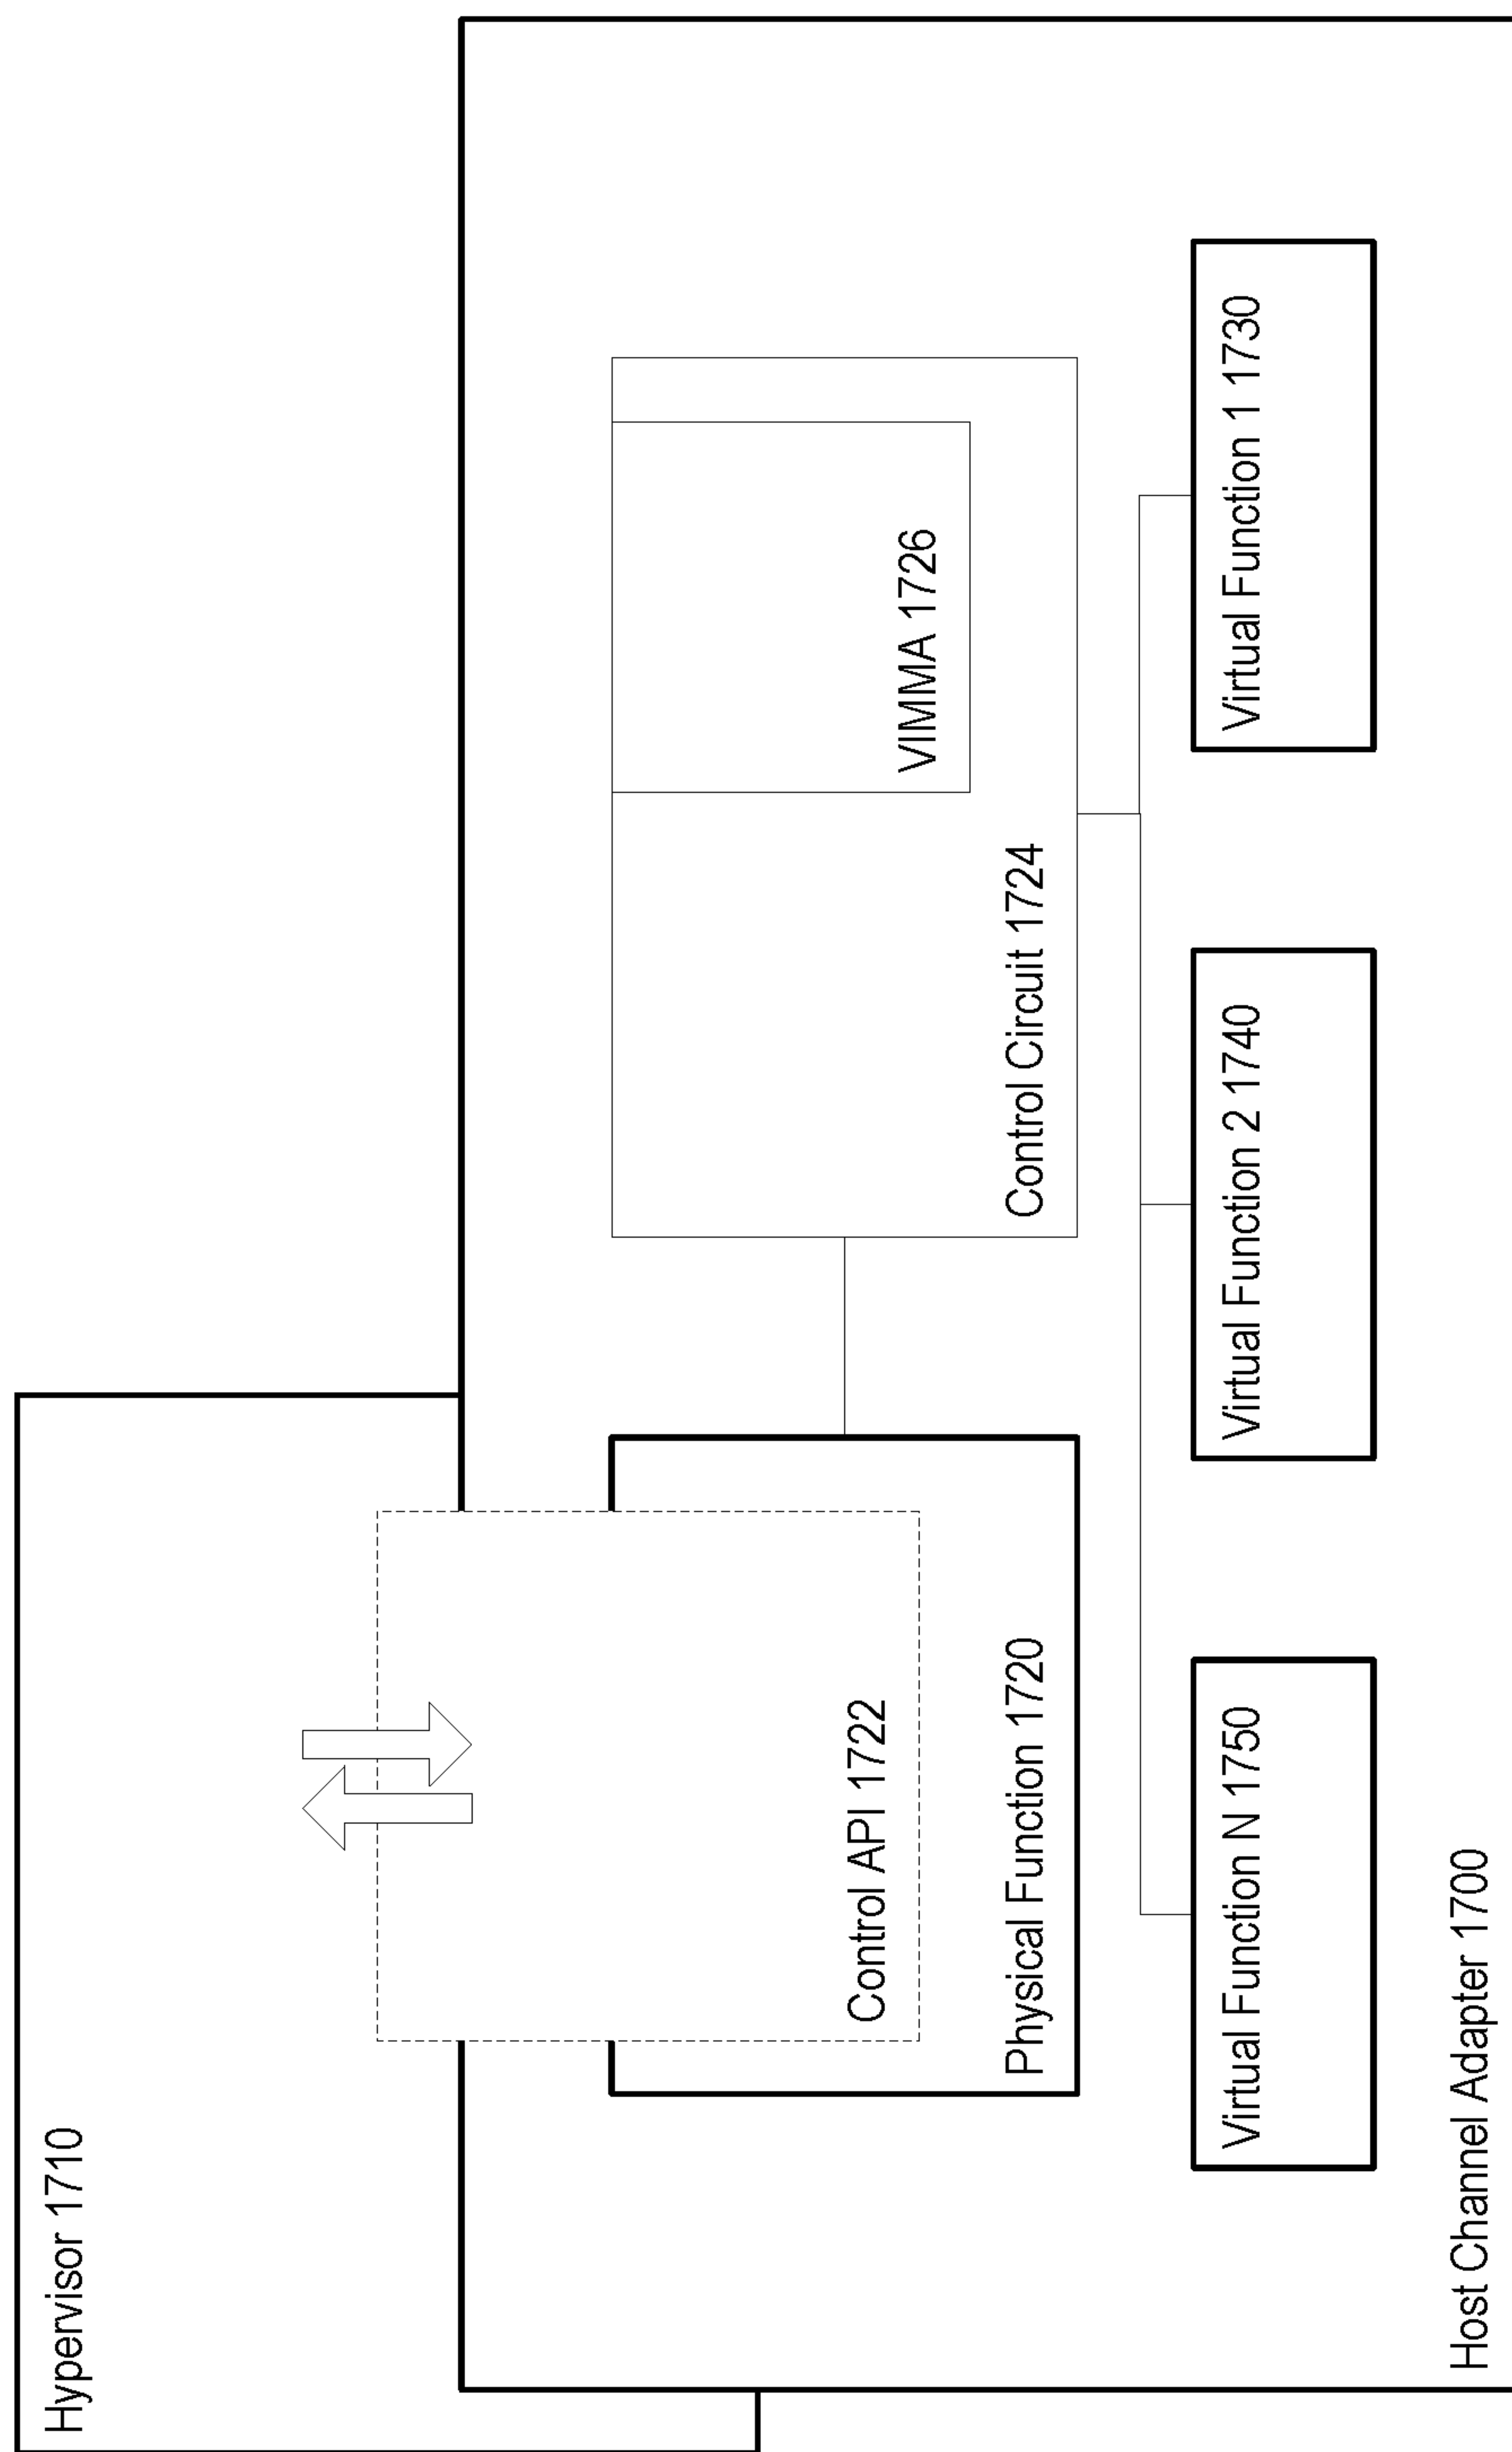 Hypervisor 1710
Control API 1722
Physical Function 1720
VIMMA 1726
Control Circuit 1724
Virtual Function N 1750
Virtual Function 2 1740
Virtual Function 1 1730
Host Channel Adapter 1700